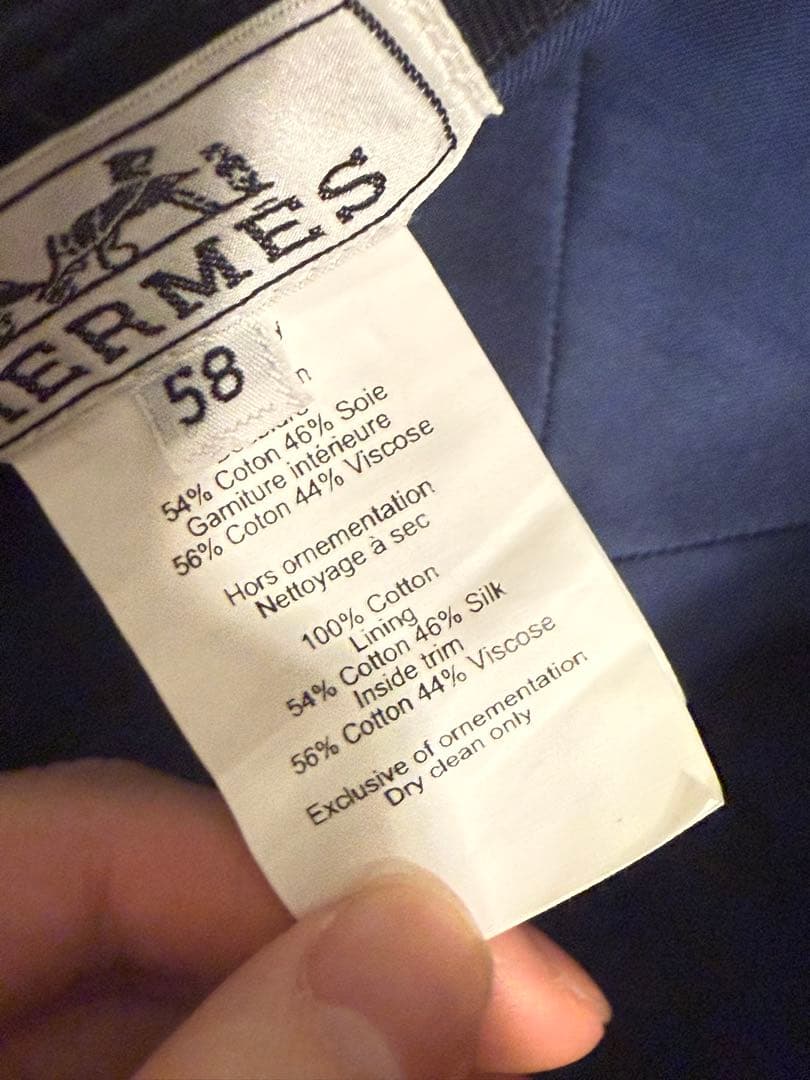 HERMES
58
54% Coton 46% Soie
Garniture intérieure
56% Coton 44% Viscose
Hors ornementation
Nettoyage à sec
100% Cotton
Lining
54% Cotton 46% Silk
Inside trim
56% Cotton 44% Viscose
Exclusive of ornementation
Dry clean only